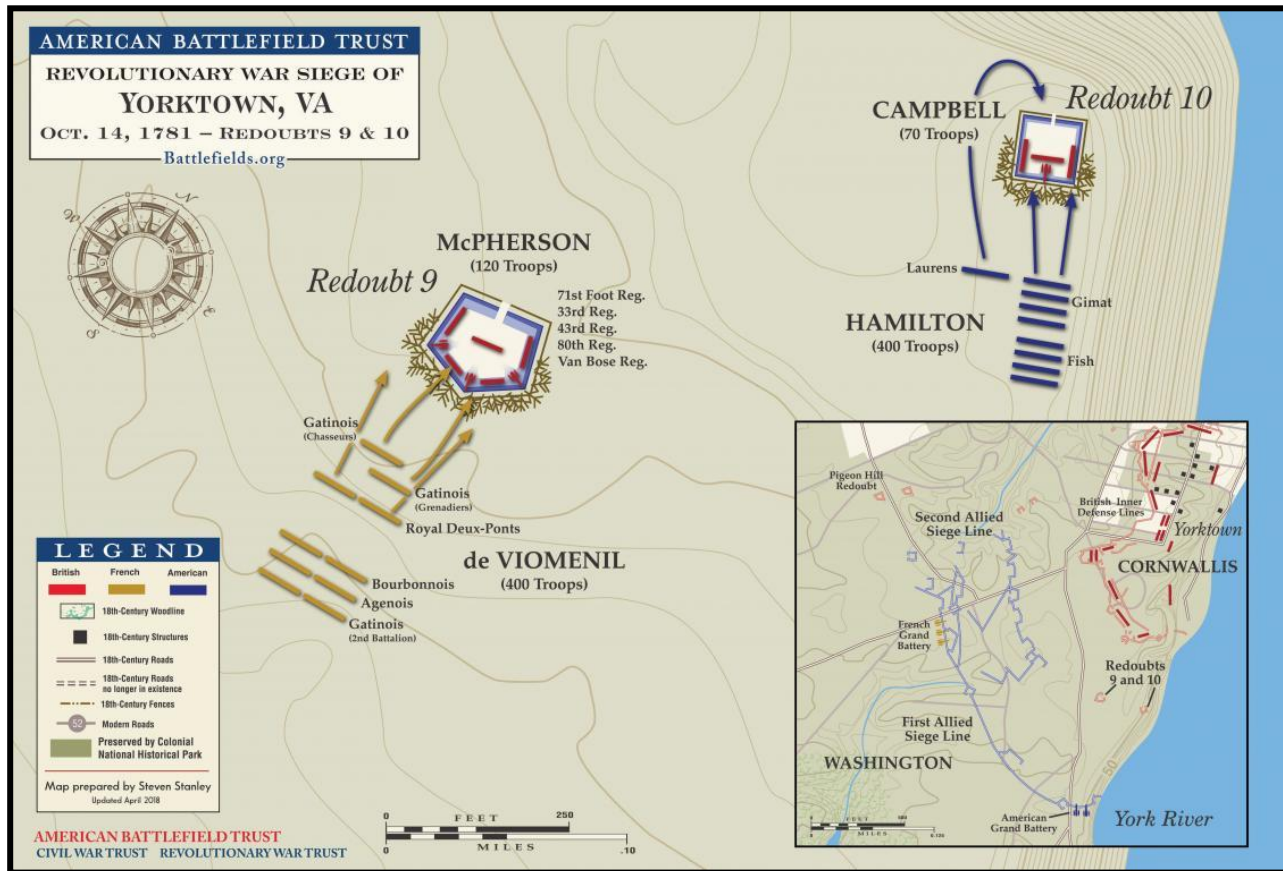 AMERICAN BATTLEFIELD TRUST
REVOLUTIONARY WAR SIEGE OF
YORKTOWN, VA
OCT. 14, 1781 – REDOUBTS 9 & 10
Battlefields.org
N
W
E
S
CAMPBELL
(70 Troops)
Redoubt 10
Laurens
Gimat
HAMILTON
(400 Troops)
Fish
McPHERSON
(120 Troops)
Redoubt 9
71st Foot Reg.
33rd Reg.
43rd Reg.
80th Reg.
Van Bose Reg.
Gatinois
(Chasseurs)
Gatinois
(Grenadiers)
Royal Deux-Ponts
de VIOMENIL
(400 Troops)
Bourbonnois
Agenois
Gatinois
(2nd Battalion)
LEGEND
British French American
18th-Century Woodline
18th-Century Structures
18th-Century Roads
18th-Century Roads
no longer in existence
18th-Century Fences
52 Modern Roads
Preserved by Colonial
National Historical Park
Map prepared by Steven Stanley
Updated April 2018
AMERICAN BATTLEFIELD TRUST
CIVIL WAR TRUST REVOLUTIONARY WAR TRUST
0 FEET 250
0 MILES .10
Pigeon Hill
Redoubt
British Inner
Defense Lines
Yorktown
Second Allied
Siege Line
CORNWALLIS
French
Grand
Battery
Redoubts
9 and 10
First Allied
Siege Line
WASHINGTON
50
American
Grand Battery
York River
FEET
MILES